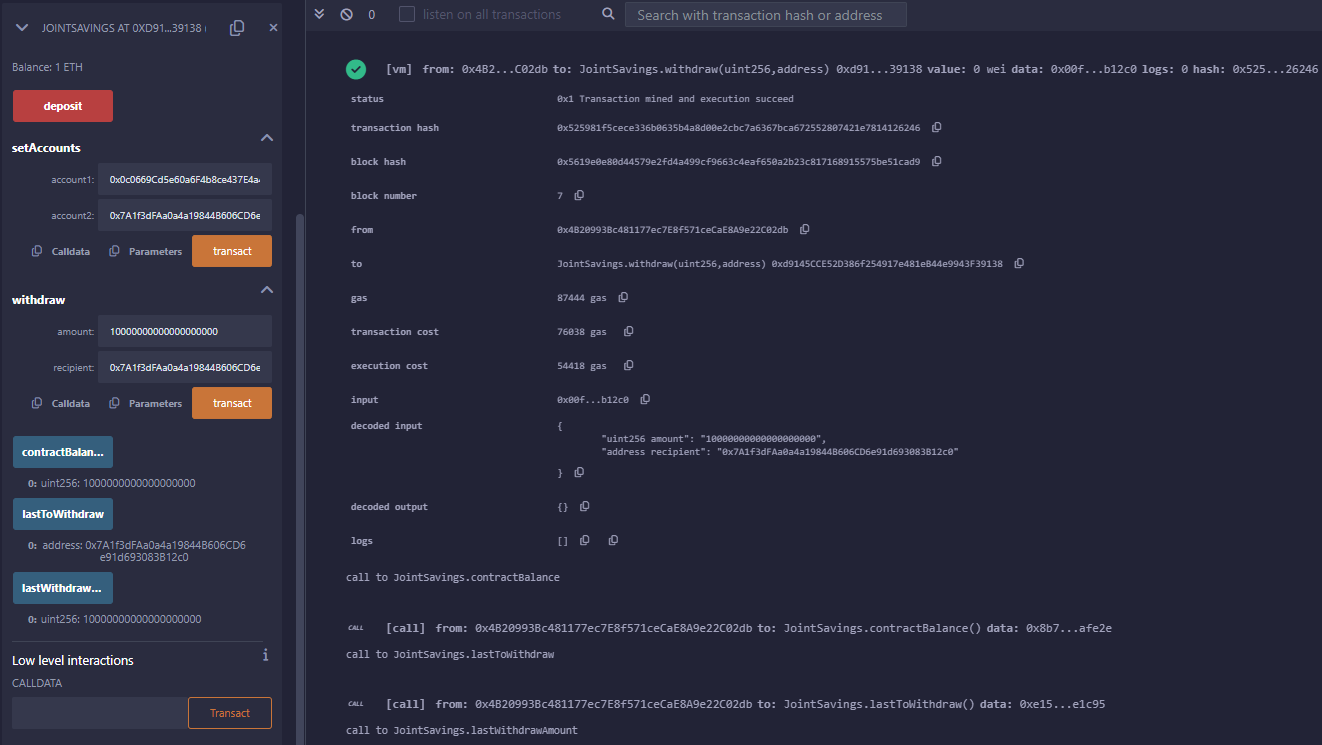 JOINTSAVINGS AT 0XD91...39138 (
Balance: 1 ETH
deposit
setAccounts
account1: 0x0c0669Cd5e60a6F4b8ce437E4a4
account2: 0x7A1f3dFAa0a4a19844B606CD6e
Calldata Parameters transact
withdraw
amount: 10000000000000000000
recipient: 0x7A1f3dFAa0a4a19844B606CD6e
Calldata Parameters transact
contractBalan...
0: uint256: 1000000000000000000
lastToWithdraw
0: address: 0x7A1f3dFAa0a4a19844B606CD6
e91d693083B12c0
lastWithdraw...
0: uint256: 10000000000000000000
Low level interactions
i
CALLDATA
Transact
0 listen on all transactions Search with transaction hash or address
[vm] from: 0x4B2...C02db to: JointSavings.withdraw(uint256,address) 0xd91...39138 value: 0 wei data: 0x00f...b12c0 logs: 0 hash: 0x525...26246
status 0x1 Transaction mined and execution succeed
transaction hash 0x525981f5cece336b0635b4a8d00e2cbc7a6367bca672552807421e7814126246
block hash 0x5619e0e80d44579e2fd4a499cf9663c4eaf650a2b23c817168915575be51cad9
block number 7
from 0x4B20993Bc481177ec7E8f571ceCaE8A9e22C02db
to JointSavings.withdraw(uint256,address) 0xd9145CCE52D386f254917e481eB44e9943F39138
gas 87444 gas
transaction cost 76038 gas
execution cost 54418 gas
input 0x00f...b12c0
decoded input {
"uint256 amount": "10000000000000000000",
"address recipient": "0x7A1f3dFAa0a4a19844B606CD6e91d693083B12c0"
}
decoded output {}
logs []
call to JointSavings.contractBalance
CALL [call] from: 0x4B20993Bc481177ec7E8f571ceCaE8A9e22C02db to: JointSavings.contractBalance() data: 0x8b7...afe2e
call to JointSavings.lastToWithdraw
CALL [call] from: 0x4B20993Bc481177ec7E8f571ceCaE8A9e22C02db to: JointSavings.lastToWithdraw() data: 0xe15...e1c95
call to JointSavings.lastWithdrawAmount